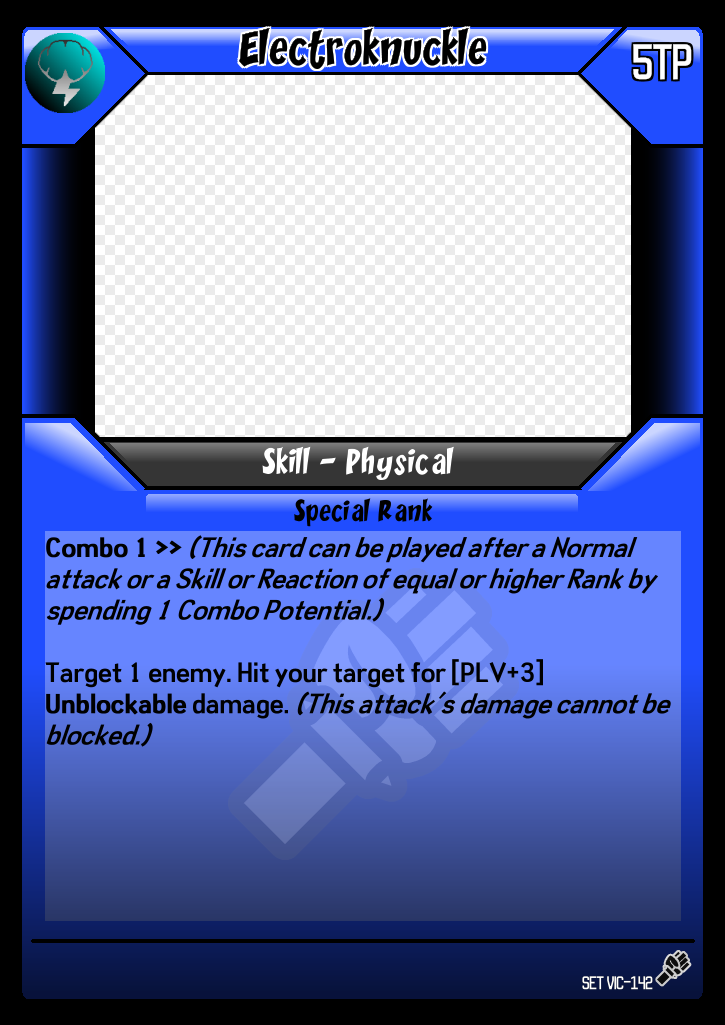 Electroknuckle
5TP
Skill - Physical
Special Rank
Combo 1 >> (This card can be played after a Normal
attack or a Skill or Reaction of equal or higher Rank by
spending 1 Combo Potential.)
Target 1 enemy. Hit your target for [PLV+3]
Unblockable damage. (This attack's damage cannot be
blocked.)
SET VIC-142